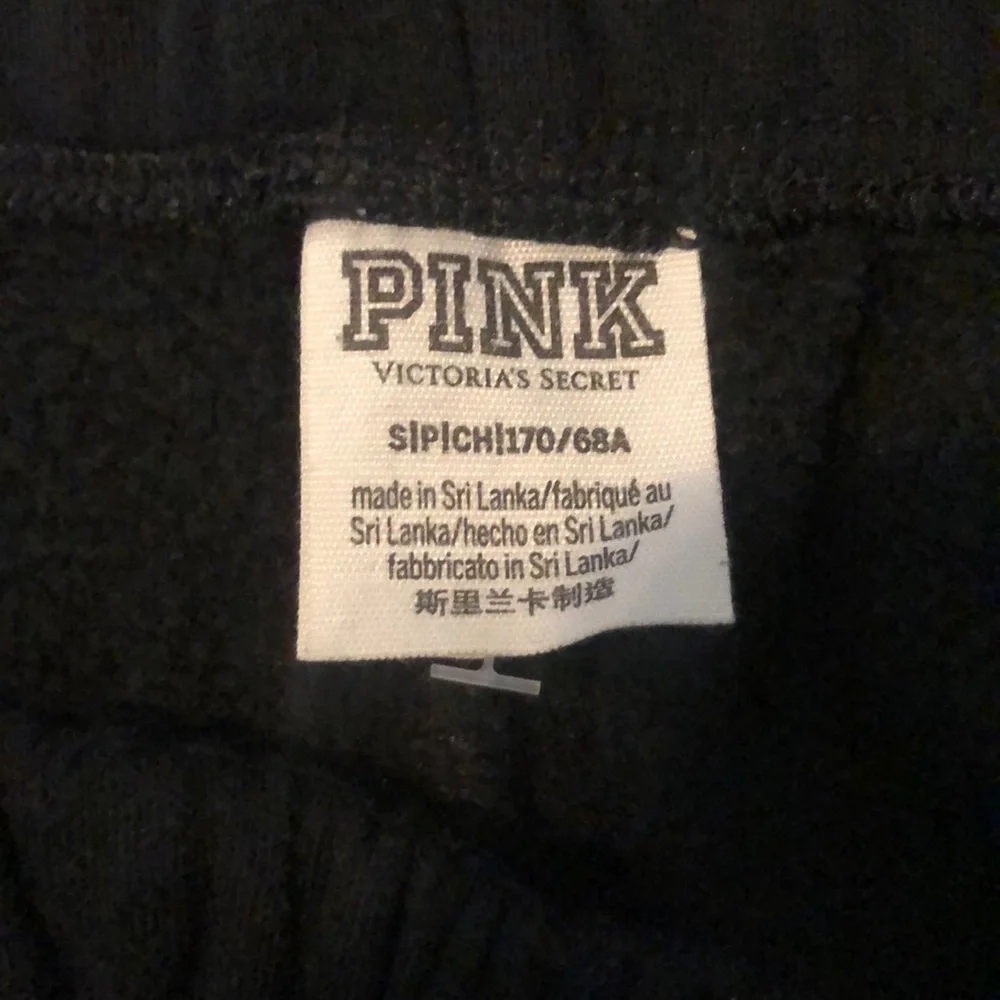 PINK
VICTORIA'S SECRET
S|P|CH|170/68A
made in Sri Lanka/fabriqué au
Sri Lanka/hecho en Sri Lanka/
fabbricato in Sri Lanka/
斯里兰卡制造